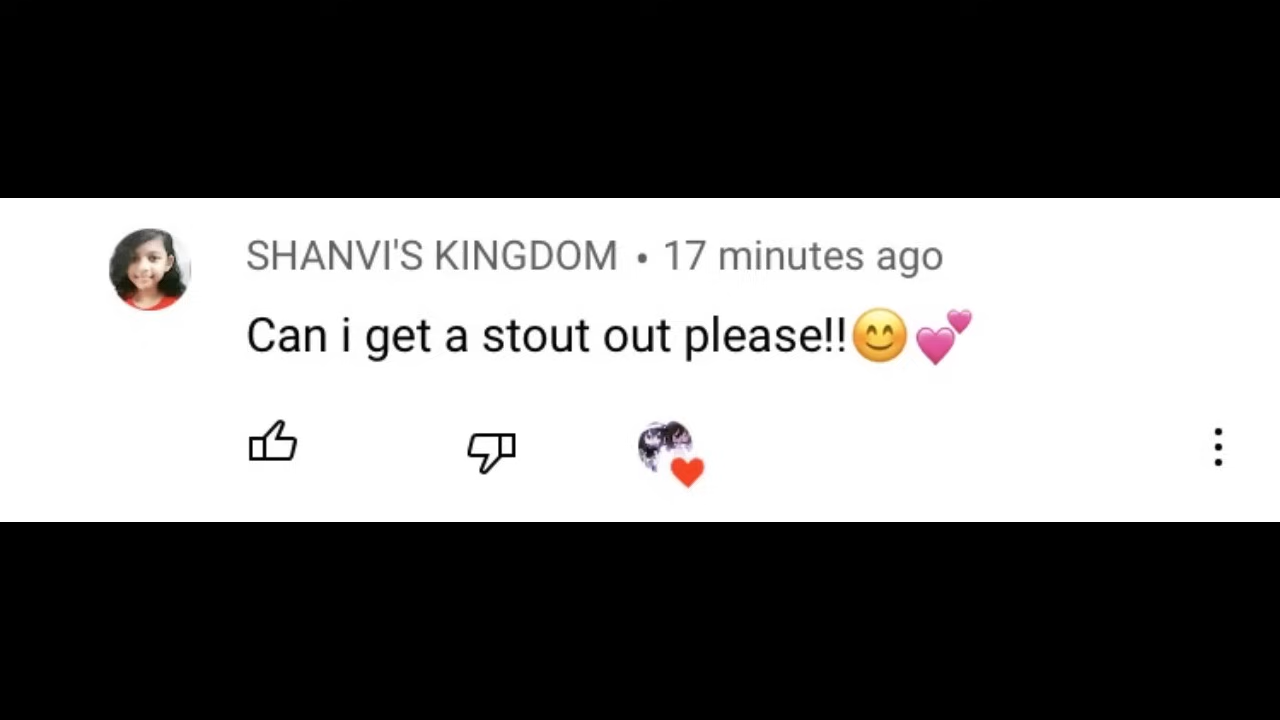 SHANVI'S KINGDOM • 17 minutes ago
Can i get a stout out please!!😊💕